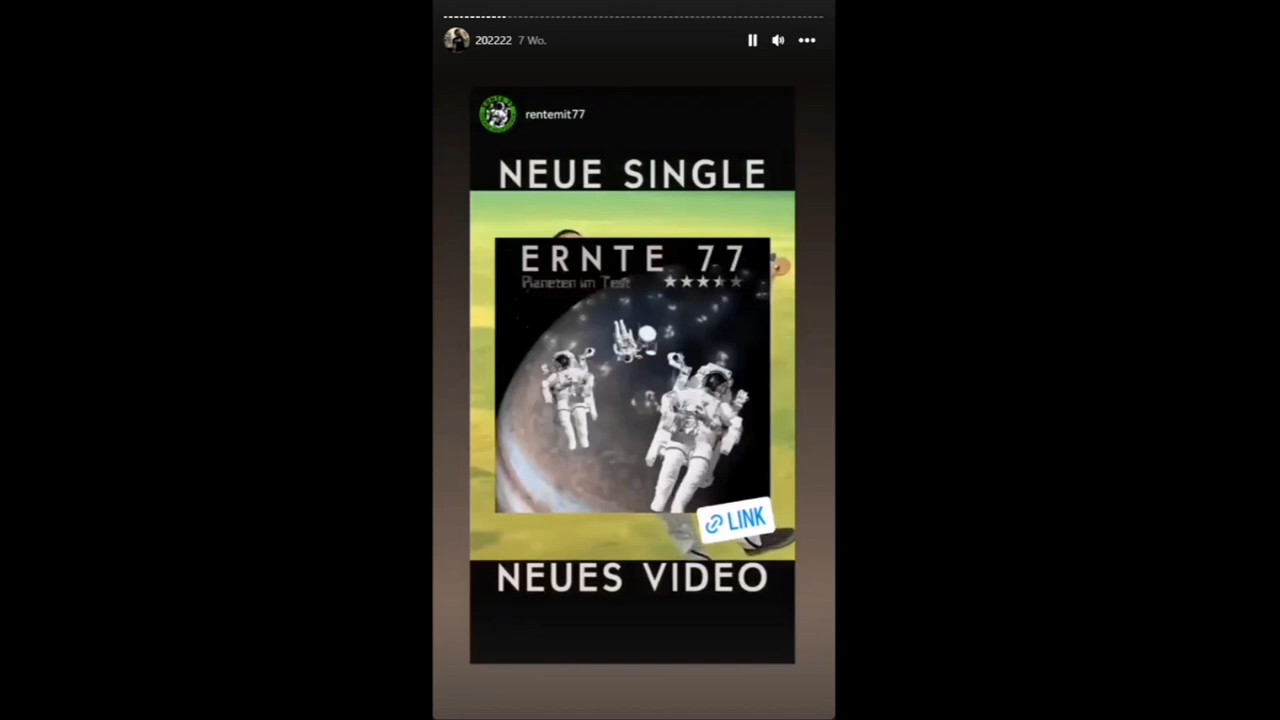 202222 7 Wo.
rentemit77
NEUE SINGLE
ERNTE 77
Planeten im Test
LINK
NEUES VIDEO